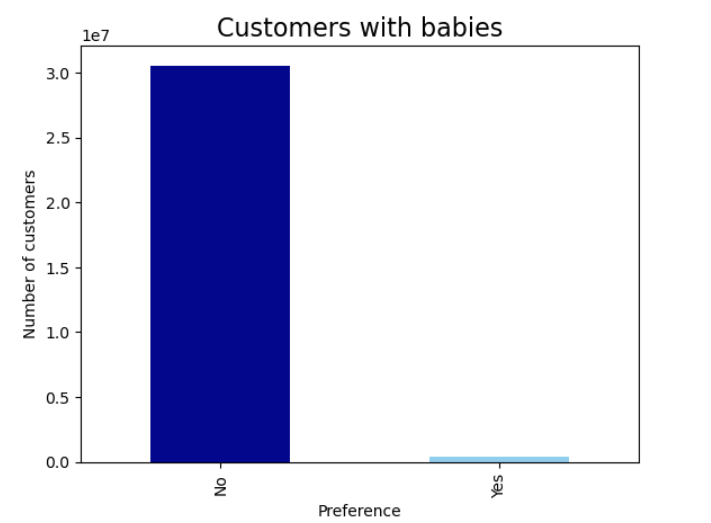 Customers with babies
1e7
3.0
2.5
2.0
1.5
1.0
0.5
0.0
Number of customers
No
Yes
Preference